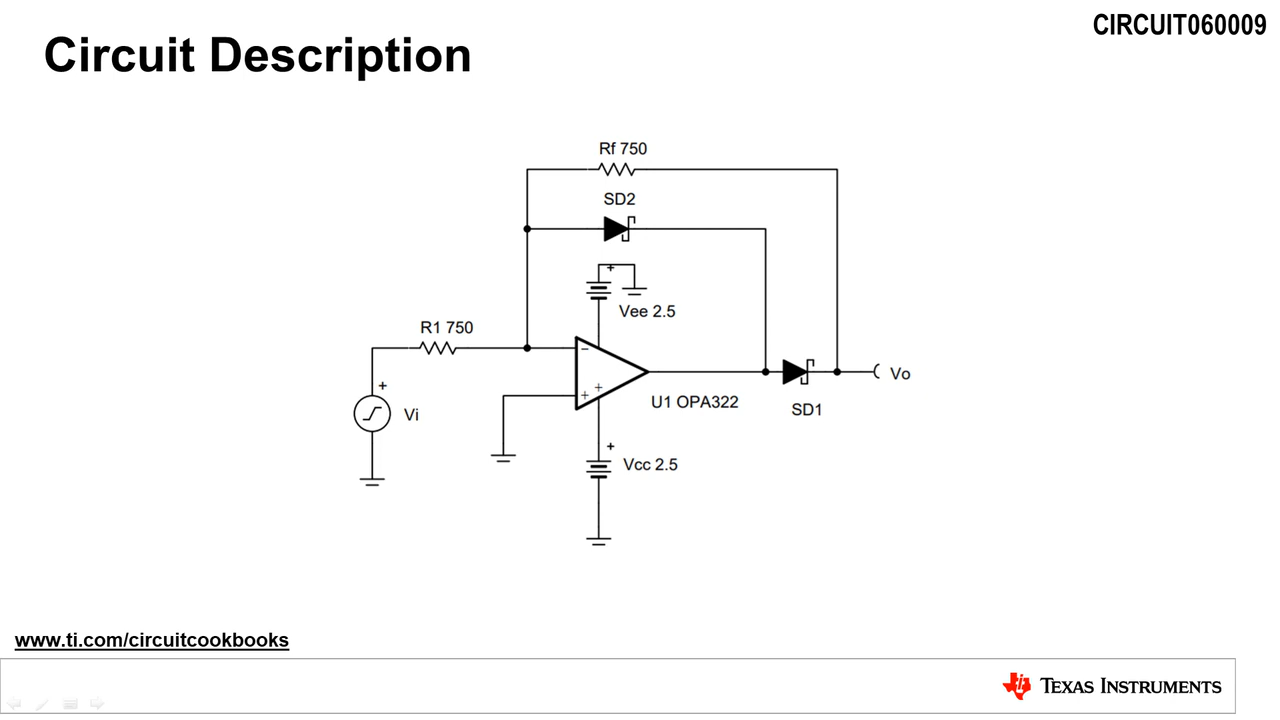 CIRCUIT060009
Circuit Description
Rf 750
SD2
+
Vee 2.5
R1 750
−
+
Vi
+
+
U1 OPA322
SD1
Vo
+
Vcc 2.5
www.ti.com/circuitcookbooks
TEXAS INSTRUMENTS